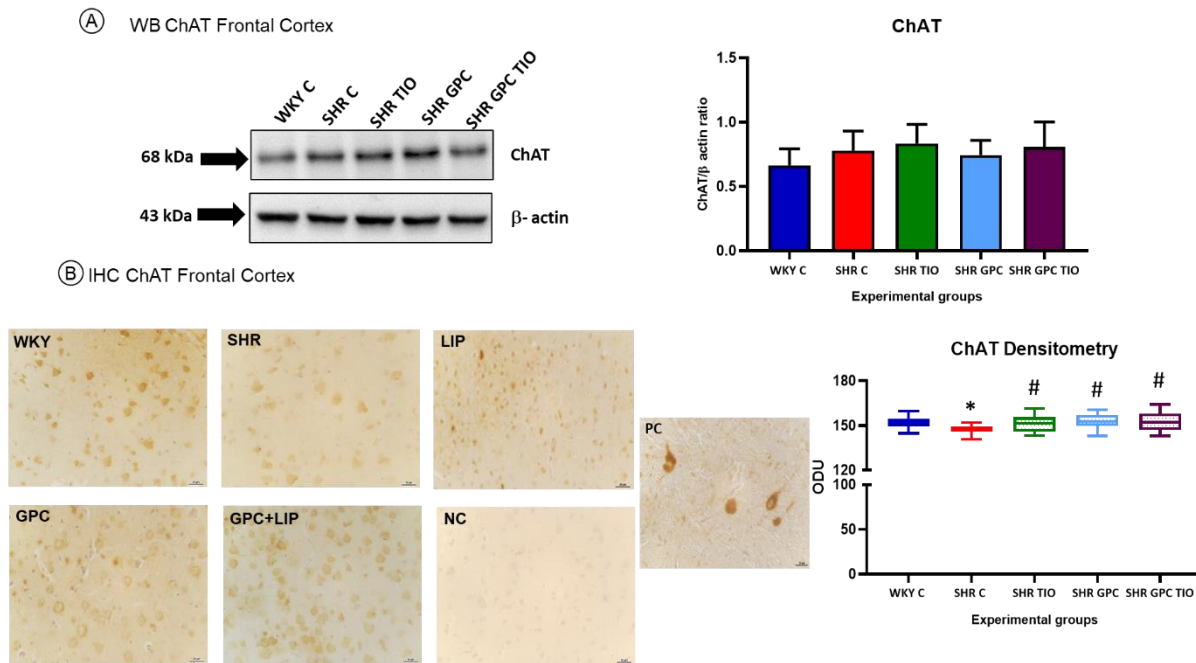 A WB ChAT Frontal Cortex
WKY C SHR C SHR TIO SHR GPC SHR GPC TIO
68 kDa ChAT
43 kDa β- actin
ChAT
ChAT/β actin ratio
1.5
1.0
0.5
0.0
WKY C SHR C SHR TIO SHR GPC SHR GPC TIO
Experimental groups
B IHC ChAT Frontal Cortex
WKY SHR LIP
GPC GPC+LIP NC
PC
ChAT Densitometry
ODU
180
150
120
100
50
0
* # # #
WKY C SHR C SHR TIO SHR GPC SHR GPC TIO
Experimental groups